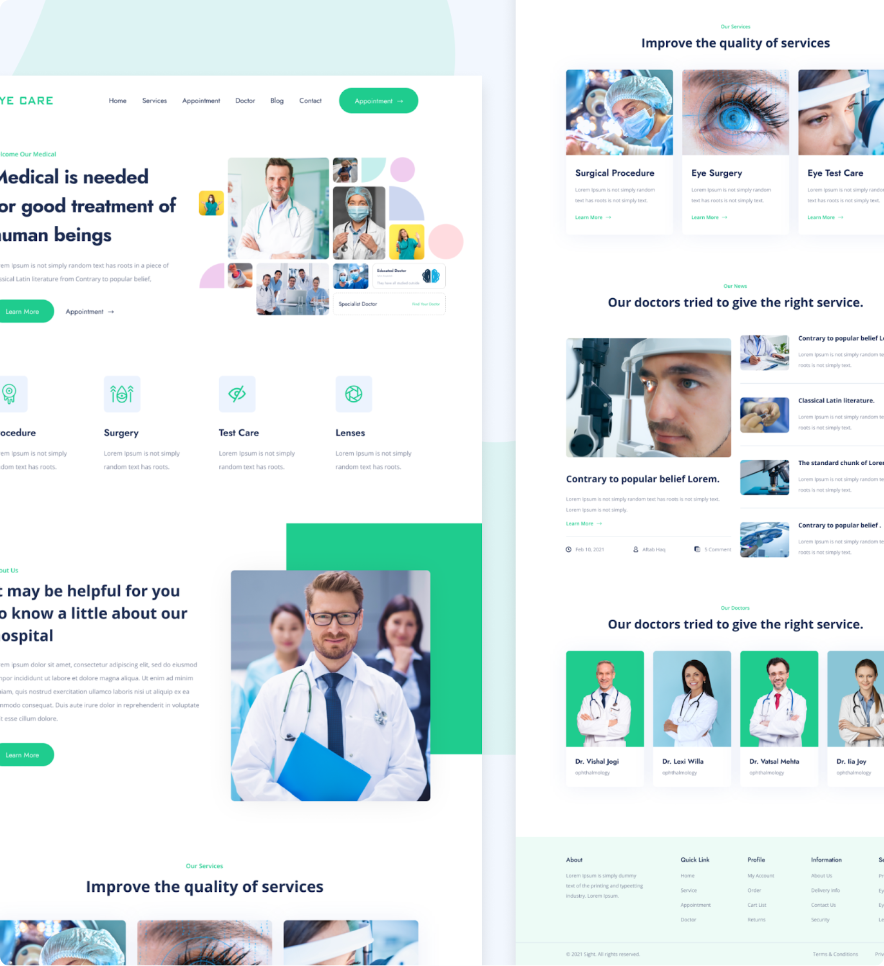 YE CARE
Home Services Appointment Doctor Blog Contact Appointment →
come Our Medical
Medical is needed
or good treatment of
uman beings
rem Ipsum is not simply random text has roots in a piece of
ssical Latin literature from Contrary to popular belief.
Learn More Appointment →
Educated Doctor
Specialist Doctor
ocedure
rem Ipsum is not simply
ndom text has roots.
Surgery
Lorem Ipsum is not simply
random text has roots.
Test Care
Lorem Ipsum is not simply
random text has roots.
Lenses
Lorem Ipsum is not simply
random text has roots.
out Us
t may be helpful for you
o know a little about our
ospital
rem ipsum dolor sit amet, consectetur adipiscing elit, sed do eiusmod
mpor incididunt ut labore et dolore magna aliqua. Ut enim ad minim
niam, quis nostrud exercitation ullamco laboris nisi ut aliquip ex ea
mmodo consequat. Duis aute irure dolor in reprehenderit in voluptate
it esse cillum dolore.
Learn More
Our Services
Improve the quality of services
Our Services
Improve the quality of services
Surgical Procedure
Lorem Ipsum is not simply random
text has roots is not simply text.
Learn More →
Eye Surgery
Lorem Ipsum is not simply random
text has roots is not simply text.
Learn More →
Eye Test Care
Lorem Ipsum is not simply random
text has roots is not simply text.
Learn More →
Our News
Our doctors tried to give the right service.
Contrary to popular belief Lorem.
Lorem Ipsum is not simply random text has roots is not simply text.
Lorem Ipsum is not simply.
Learn More →
Feb 18, 2021 Aftab Haq 5 Comment
Contrary to popular belief Lo
Lorem Ipsum is not simply random te
roots is not simply text.
Classical Latin literature.
Lorem Ipsum is not simply random te
roots is not simply text.
The standard chunk of Lorem
Lorem Ipsum is not simply random te
roots is not simply text.
Contrary to popular belief .
Lorem Ipsum is not simply random te
roots is not simply text.
Our Doctors
Our doctors tried to give the right service.
Dr. Vishal Jogi
ophthalmology
Dr. Lexi Willa
ophthalmology
Dr. Vatsal Mehta
ophthalmology
Dr. Iia Joy
ophthalmology
About
Lorem Ipsum is simply dummy
text of the printing and typesetting
industry. Lorem Ipsum.
Quick Link
Home
Service
Appointment
Doctor
Profile
My Account
Order
Cart List
Returns
Information
About Us
Delivery Info
Contact Us
Security
Se
© 2021 Sight. All rights reserved.
Terms & Conditions